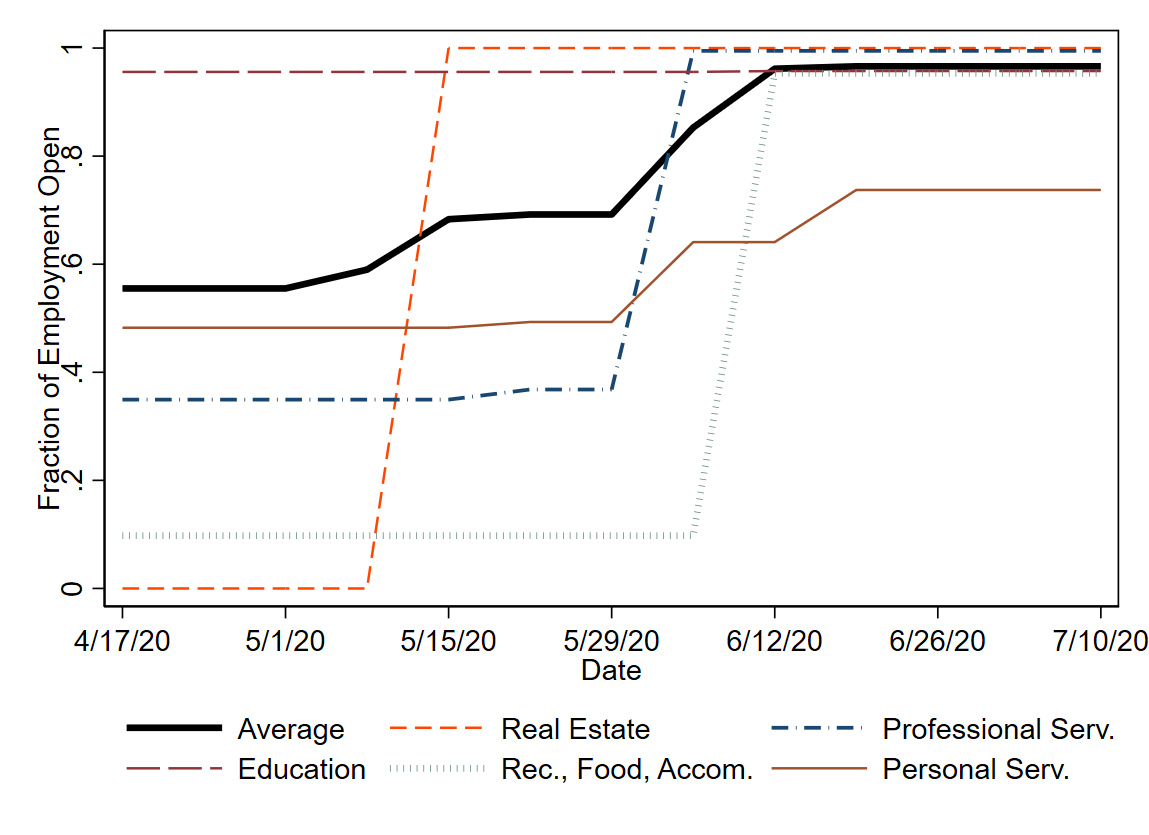 Fraction of Employment Open
1
.8
.6
.4
.2
0
4/17/20 5/1/20 5/15/20 5/29/20 6/12/20 6/26/20 7/10/20
Date
Average Real Estate Professional Serv.
Education Rec., Food, Accom. Personal Serv.